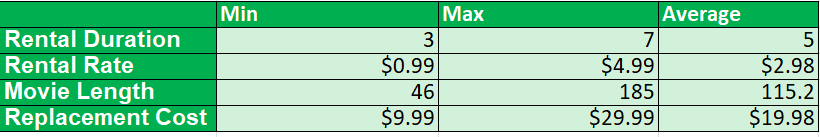 Min Max Average
Rental Duration 3 7 5
Rental Rate $0.99 $4.99 $2.98
Movie Length 46 185 115.2
Replacement Cost $9.99 $29.99 $19.98